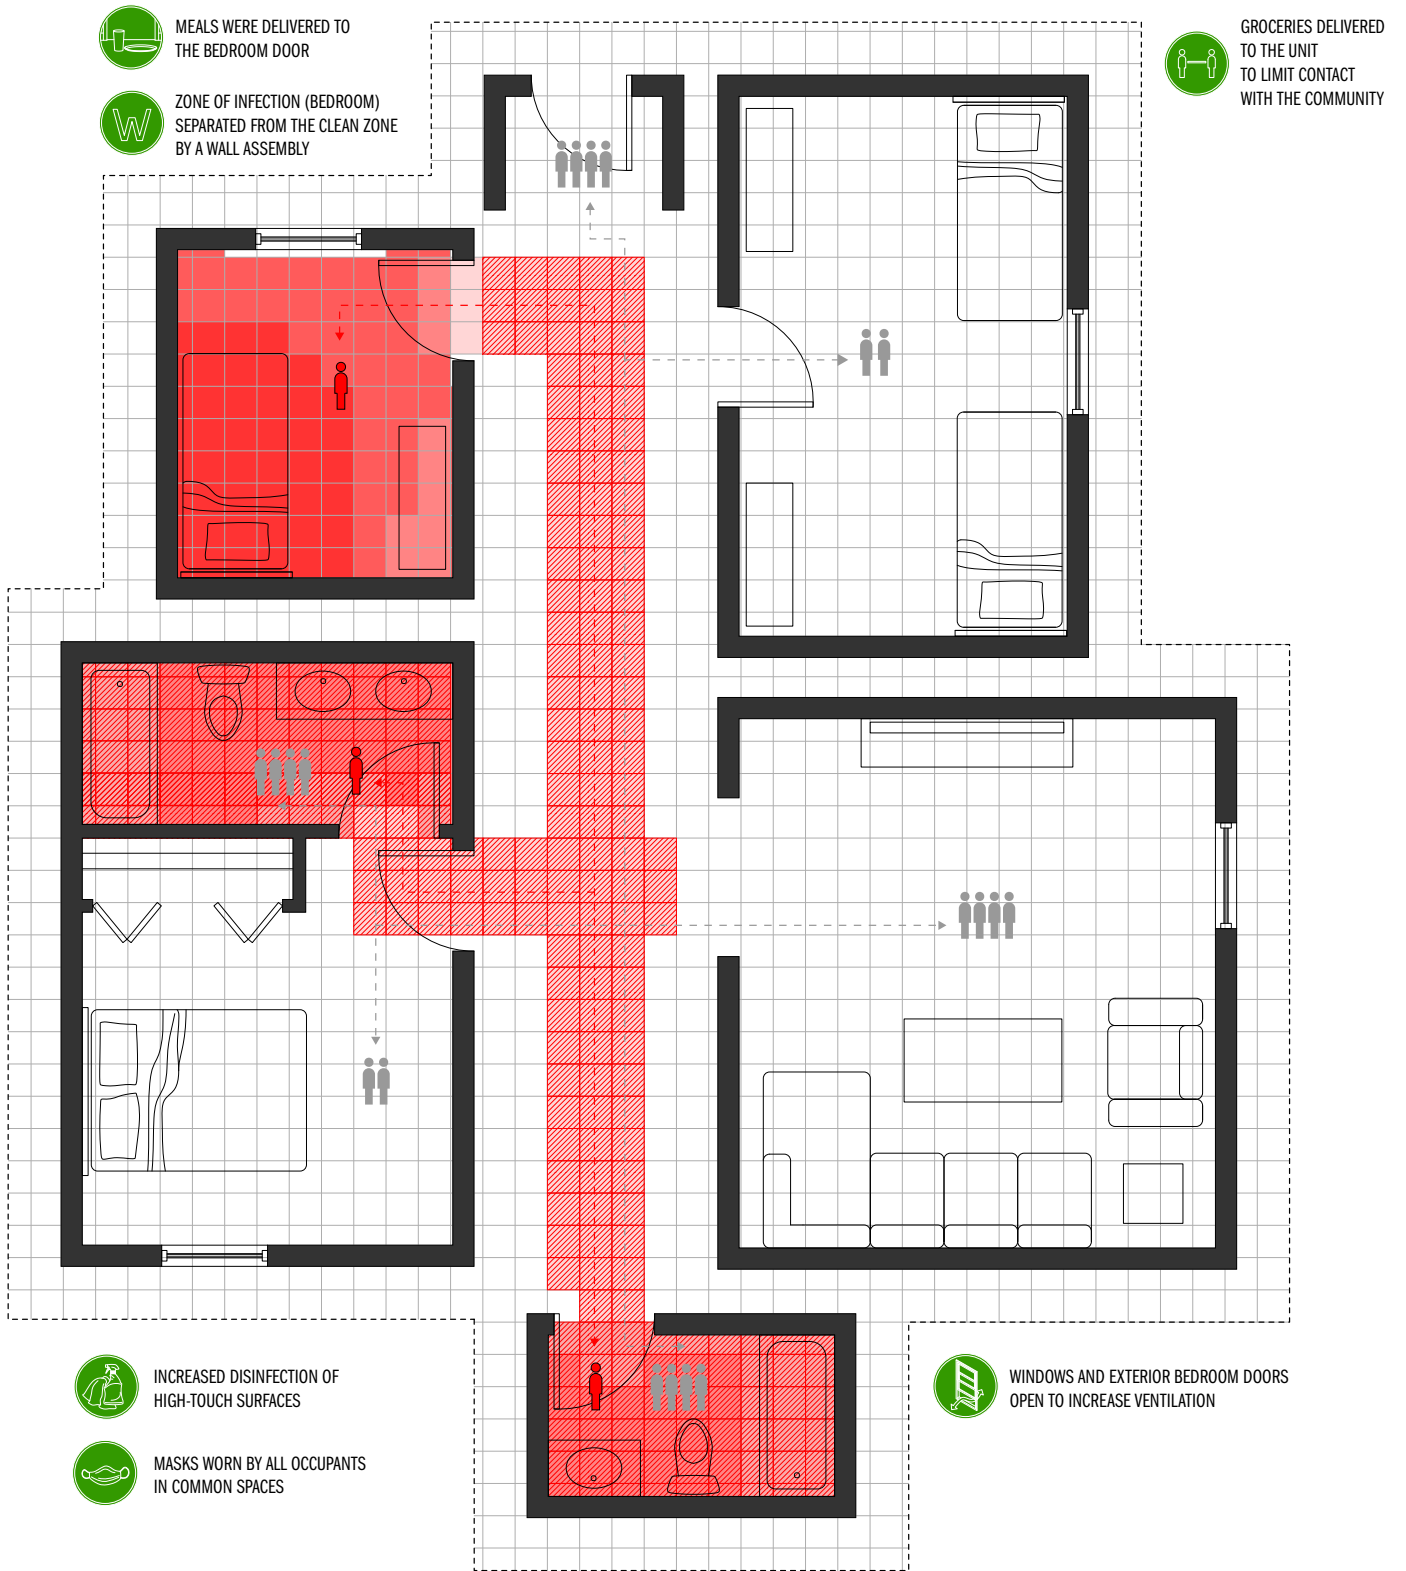 MEALS WERE DELIVERED TO
THE BEDROOM DOOR
W
ZONE OF INFECTION (BEDROOM)
SEPARATED FROM THE CLEAN ZONE
BY A WALL ASSEMBLY
GROCERIES DELIVERED
TO THE UNIT
TO LIMIT CONTACT
WITH THE COMMUNITY
INCREASED DISINFECTION OF
HIGH-TOUCH SURFACES
MASKS WORN BY ALL OCCUPANTS
IN COMMON SPACES
WINDOWS AND EXTERIOR BEDROOM DOORS
OPEN TO INCREASE VENTILATION